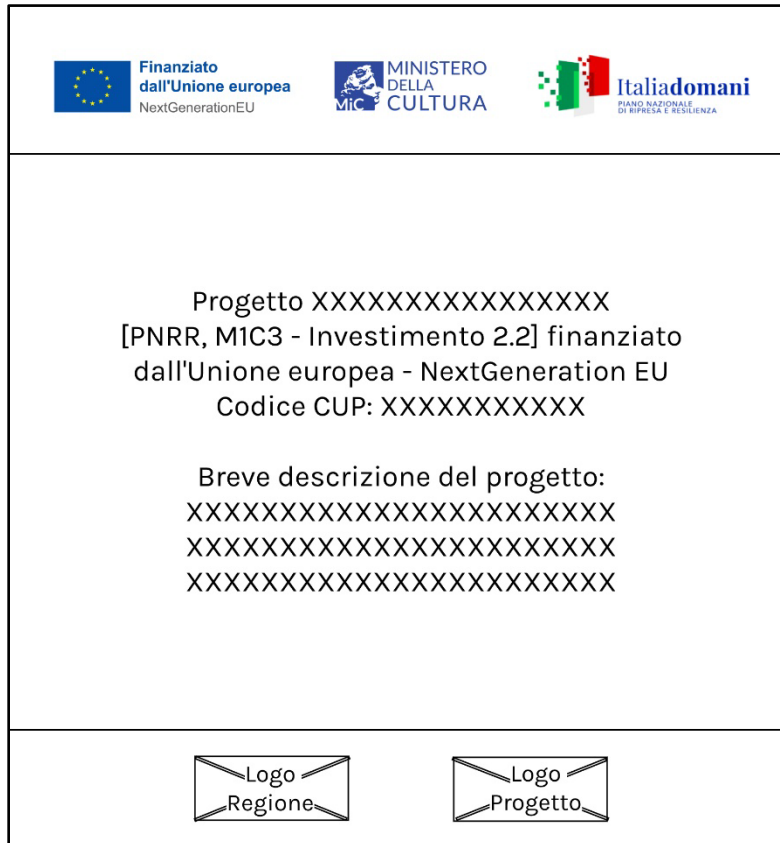 Finanziato
dall'Unione europea
NextGenerationEU
MiC
MINISTERO
DELLA
CULTURA
Italiadomani
PIANO NAZIONALE
DI RIPRESA E RESILIENZA
Progetto XXXXXXXXXXXXXXXX
[PNRR, M1C3 - Investimento 2.2] finanziato
dall'Unione europea - NextGeneration EU
Codice CUP: XXXXXXXXXXX
Breve descrizione del progetto:
XXXXXXXXXXXXXXXXXXXXXXX
XXXXXXXXXXXXXXXXXXXXXXX
XXXXXXXXXXXXXXXXXXXXXXX
Logo
Regione
Logo
Progetto